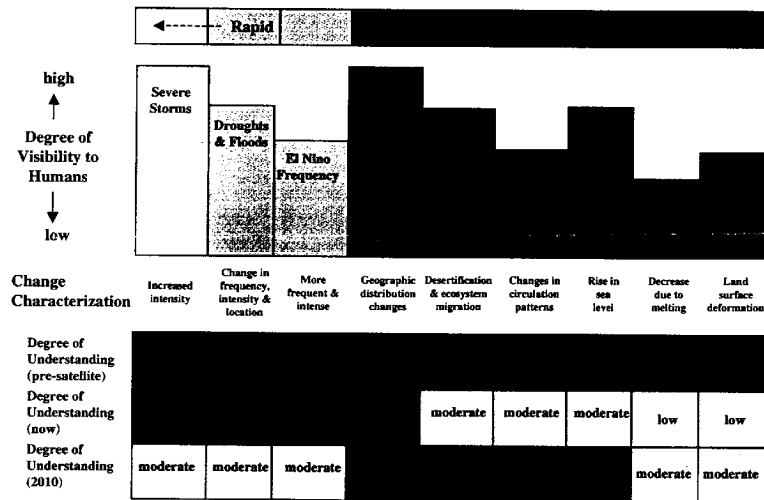 Rapid
high
Degree of
Visibility to
Humans
low
Severe
Storms
Droughts
& Floods
El Nino
Frequency
Change
Characterization
Increased
intensity
Change in
frequency,
intensity &
location
More
frequent &
intense
Geographic
distribution
changes
Desertification
& ecosystem
migration
Changes in
circulation
patterns
Rise in
sea
level
Decrease
due to
melting
Land
surface
deformation
Degree of
Understanding
(pre-satellite)
Degree of
Understanding
(now)
moderate moderate moderate low low
Degree of
Understanding
(2010)
moderate moderate moderate moderate moderate